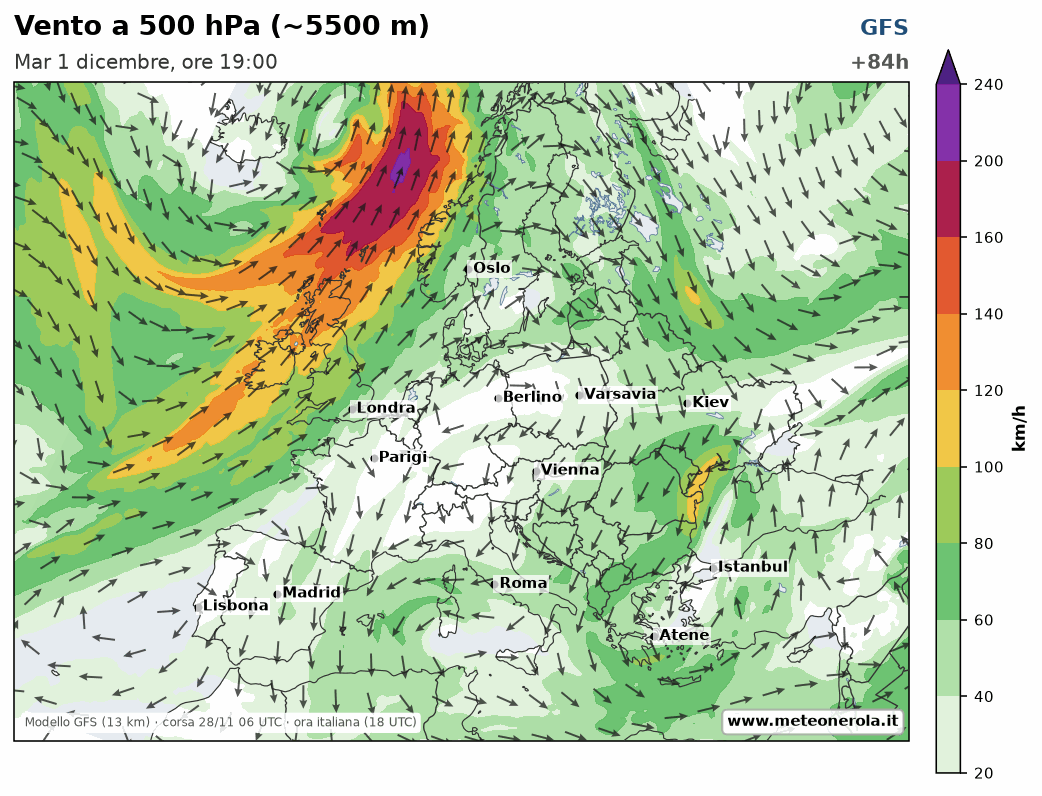 Vento a 500 hPa (~5500 m)
GFS
Mar 1 dicembre, ore 19:00
+84h
240
200
160
140
120
100
80
60
40
20
km/h
Oslo
Berlino
Varsavia
Kiev
Londra
Parigi
Vienna
Istanbul
Roma
Madrid
Lisbona
Atene
Modello GFS (13 km) · corsa 28/11 06 UTC · ora italiana (18 UTC)
www.meteonerola.it